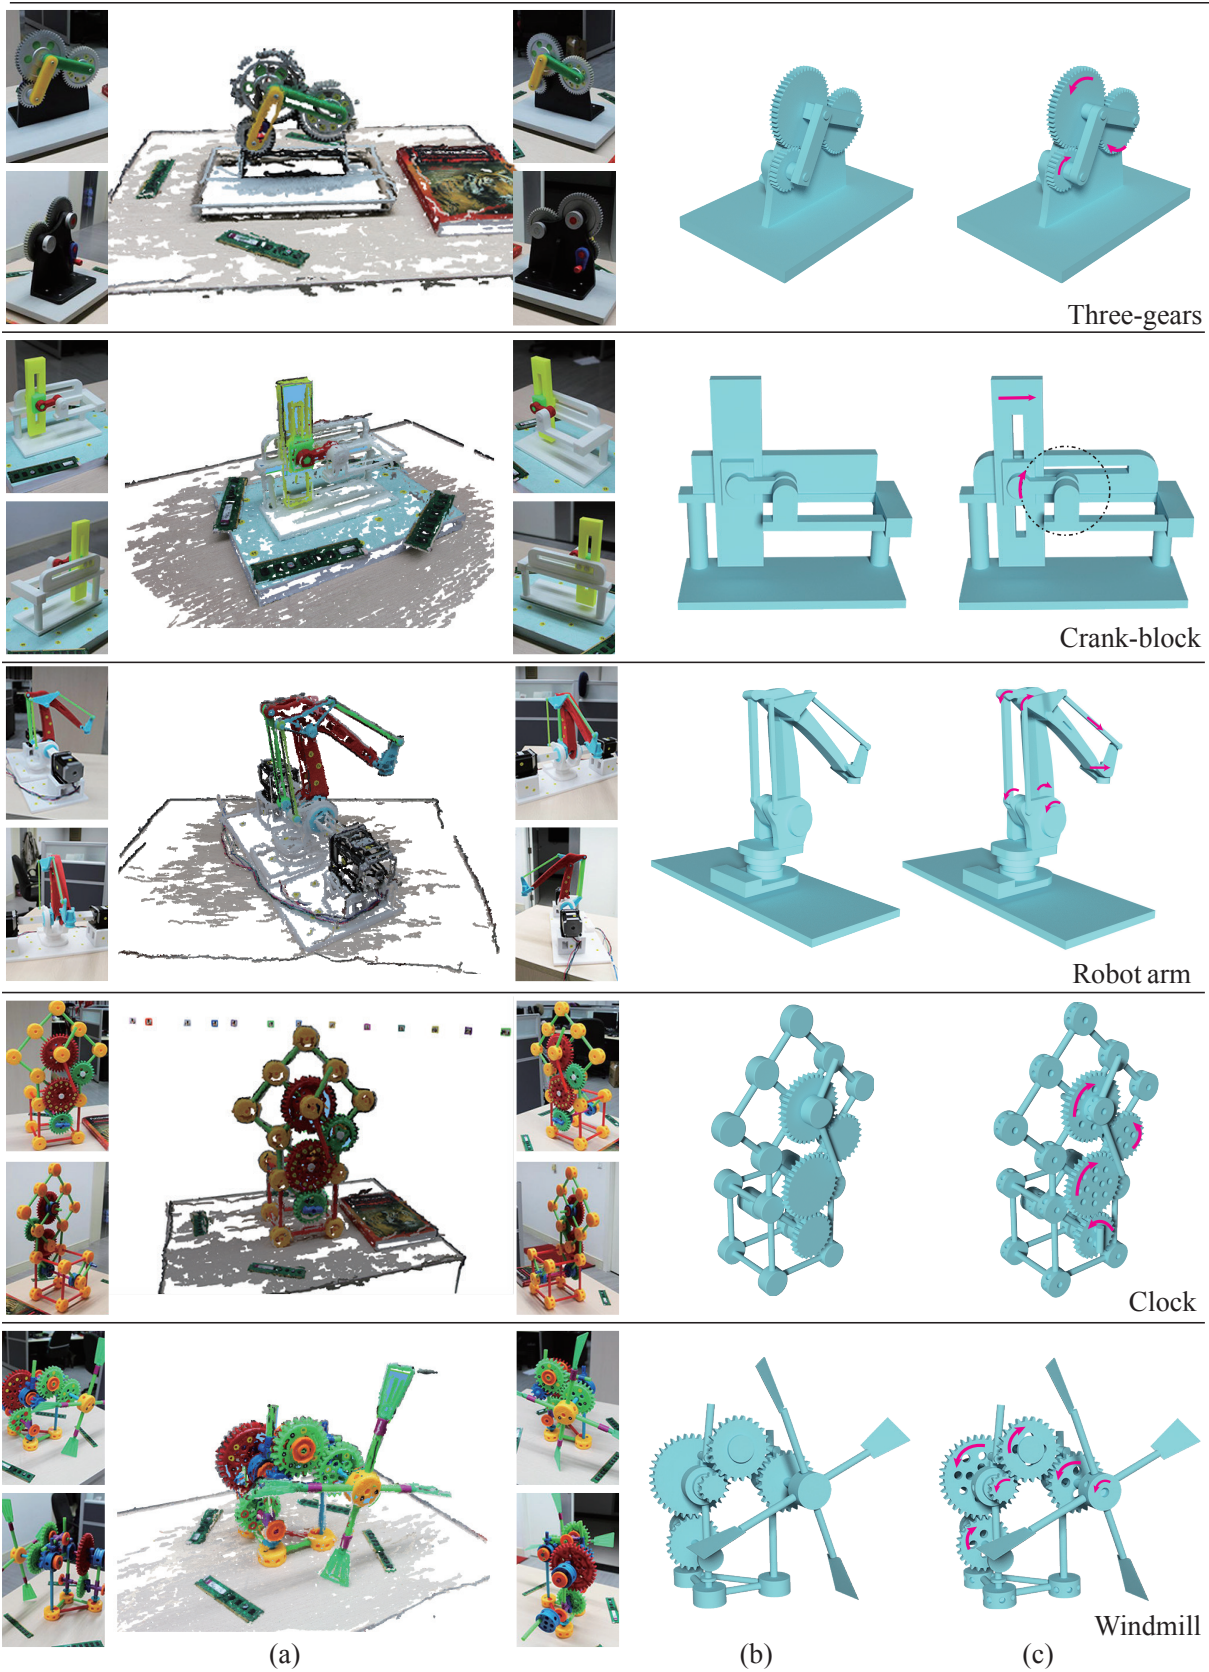 Three-gears
Crank-block
Robot arm
Clock
Windmill
(a) (b) (c)